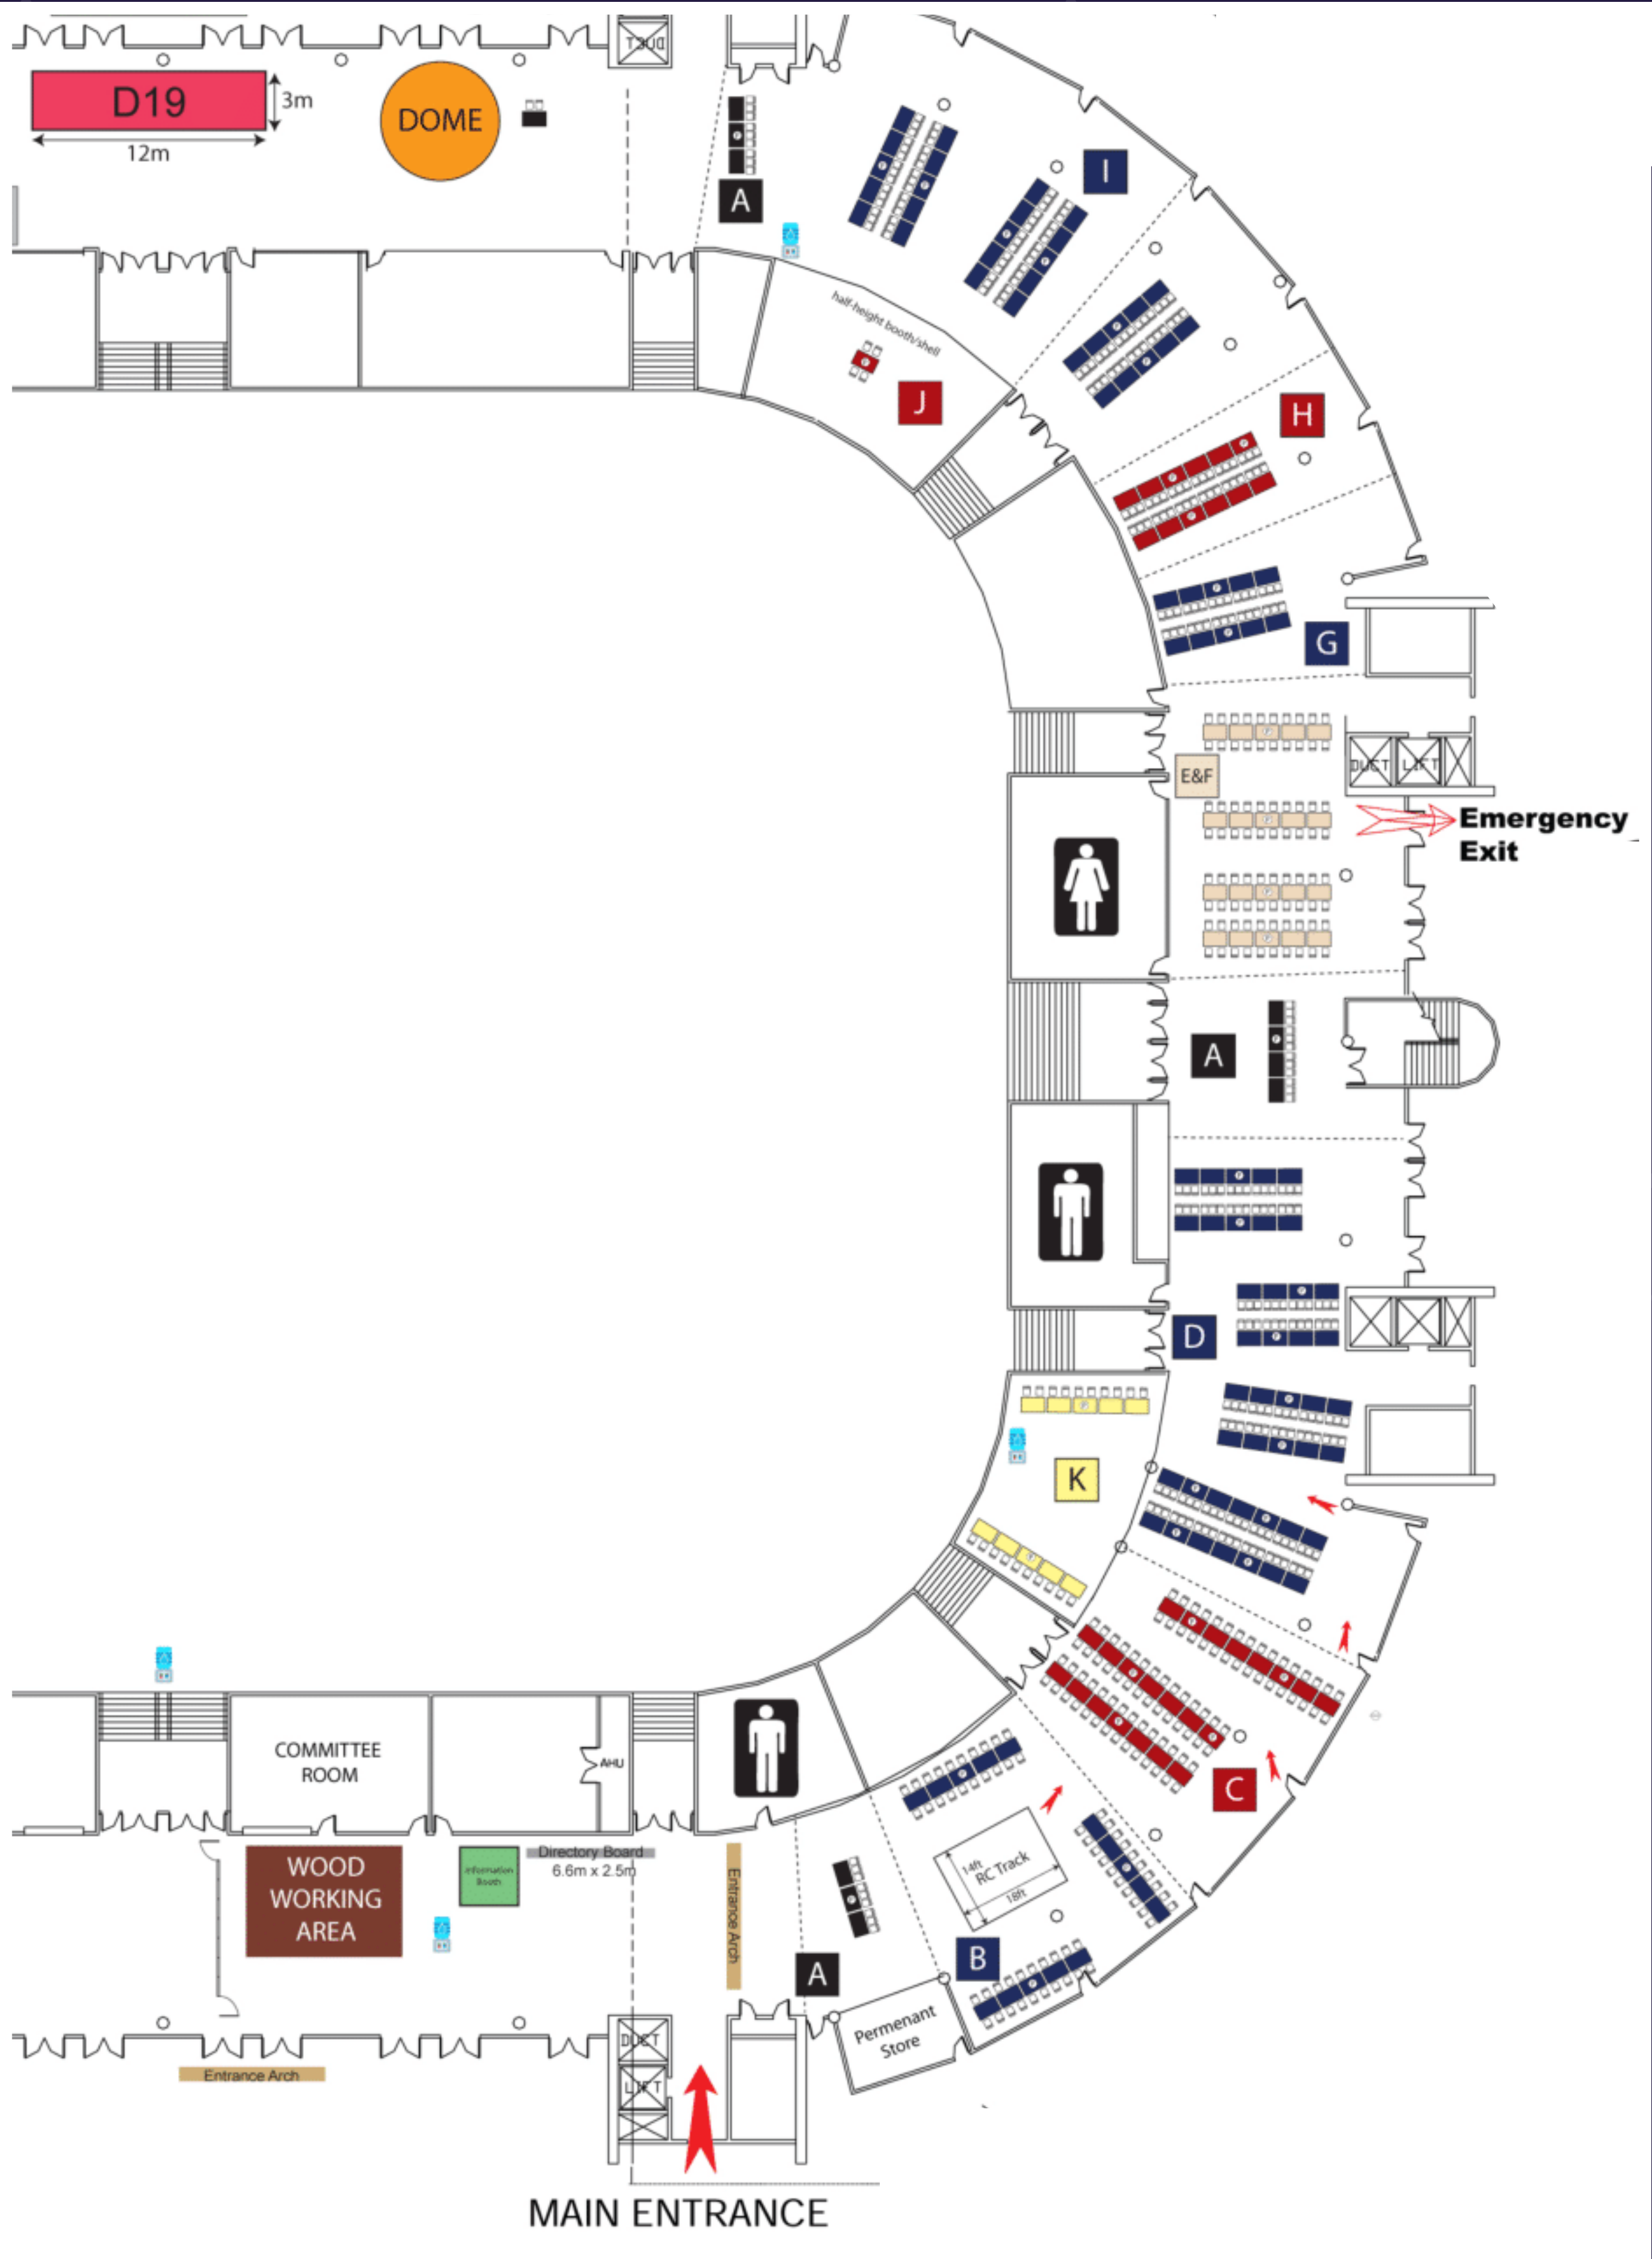 DUCT
D19
3m
12m
DOME
A
I
half-height booth/shell
J
H
G
E&F
DUCT
LIFT
Emergency
Exit
A
D
K
C
COMMITTEE
ROOM
AHU
WOOD
WORKING
AREA
Information
Booth
Directory Board
6.6m x 2.5m
Entrance Arch
14ft
RC Track
18ft
A
B
Permenant
Store
Entrance Arch
DUCT
LIFT
MAIN ENTRANCE